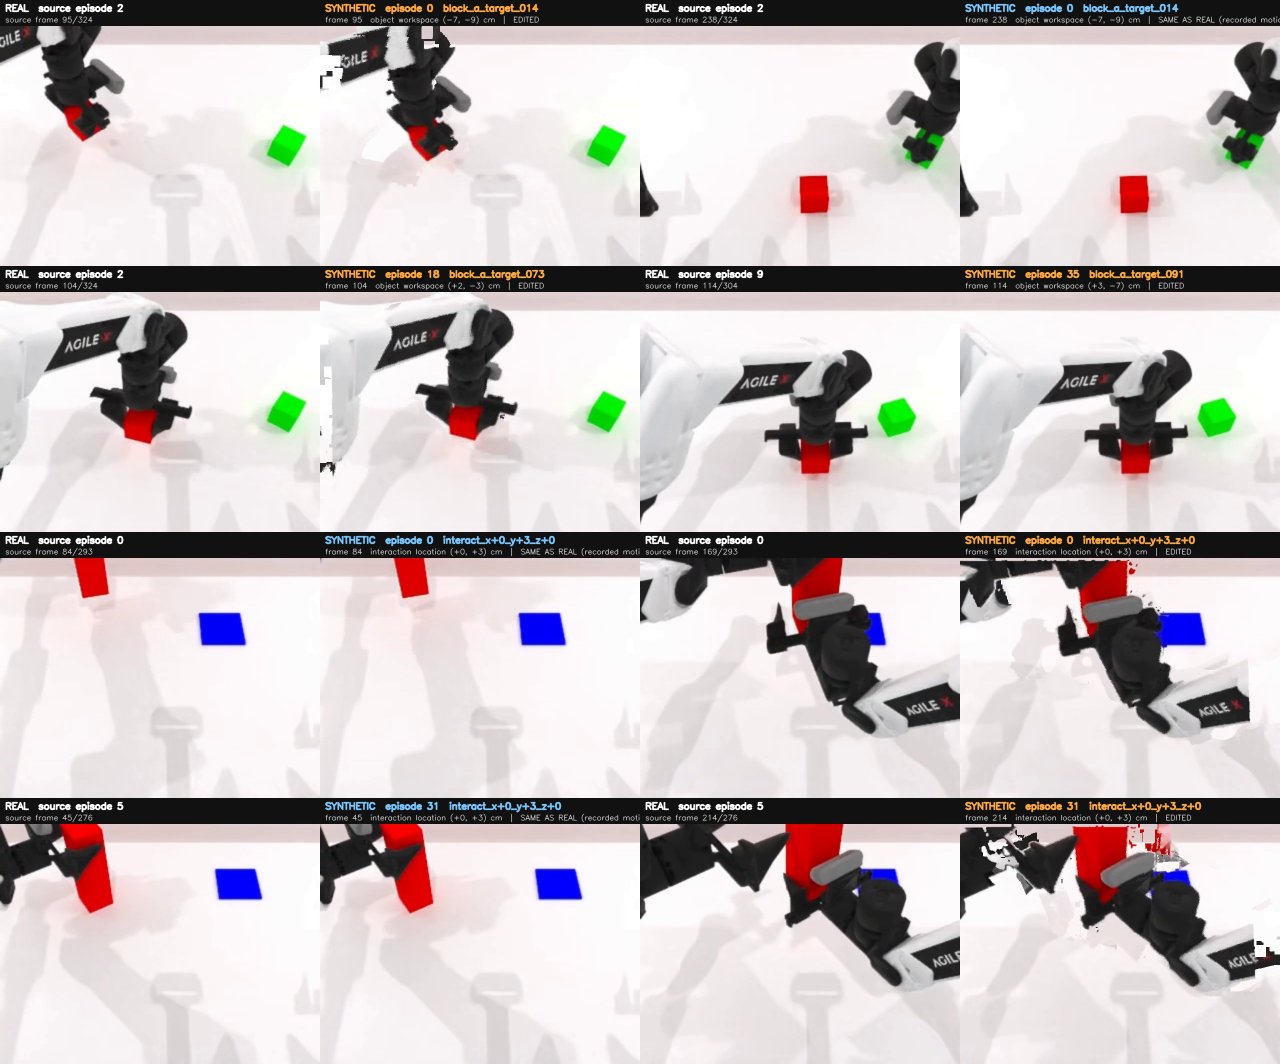 REAL source episode 2
source frame 95/324
SYNTHETIC episode 0 block_a_target_014
frame 95 object workspace (-7, -9) cm | EDITED
REAL source episode 2
source frame 238/324
SYNTHETIC episode 0 block_a_target_014
frame 238 object workspace (-7, -9) cm | SAME AS REAL (recorded motio
GILE X
GILE X
REAL source episode 2
source frame 104/324
SYNTHETIC episode 18 block_a_target_073
frame 104 object workspace (+2, -3) cm | EDITED
REAL source episode 9
source frame 114/304
SYNTHETIC episode 35 block_a_target_091
frame 114 object workspace (+3, -7) cm | EDITED
AGILE X
AGILE X
AGILE X
AGILE X
REAL source episode 0
source frame 84/293
SYNTHETIC episode 0 interact_x+0_y+3_z+0
frame 84 interaction location (+0, +3) cm | SAME AS REAL (recorded moti
REAL source episode 0
source frame 169/293
SYNTHETIC episode 0 interact_x+0_y+3_z+0
frame 169 interaction location (+0, +3) cm | EDITED
AGILE X
AGILE X
REAL source episode 5
source frame 45/276
SYNTHETIC episode 31 interact_x+0_y+3_z+0
frame 45 interaction location (+0, +3) cm | SAME AS REAL (recorded moti
REAL source episode 5
source frame 214/276
SYNTHETIC episode 31 interact_x+0_y+3_z+0
frame 214 interaction location (+0, +3) cm | EDITED
AGILE
AGILE